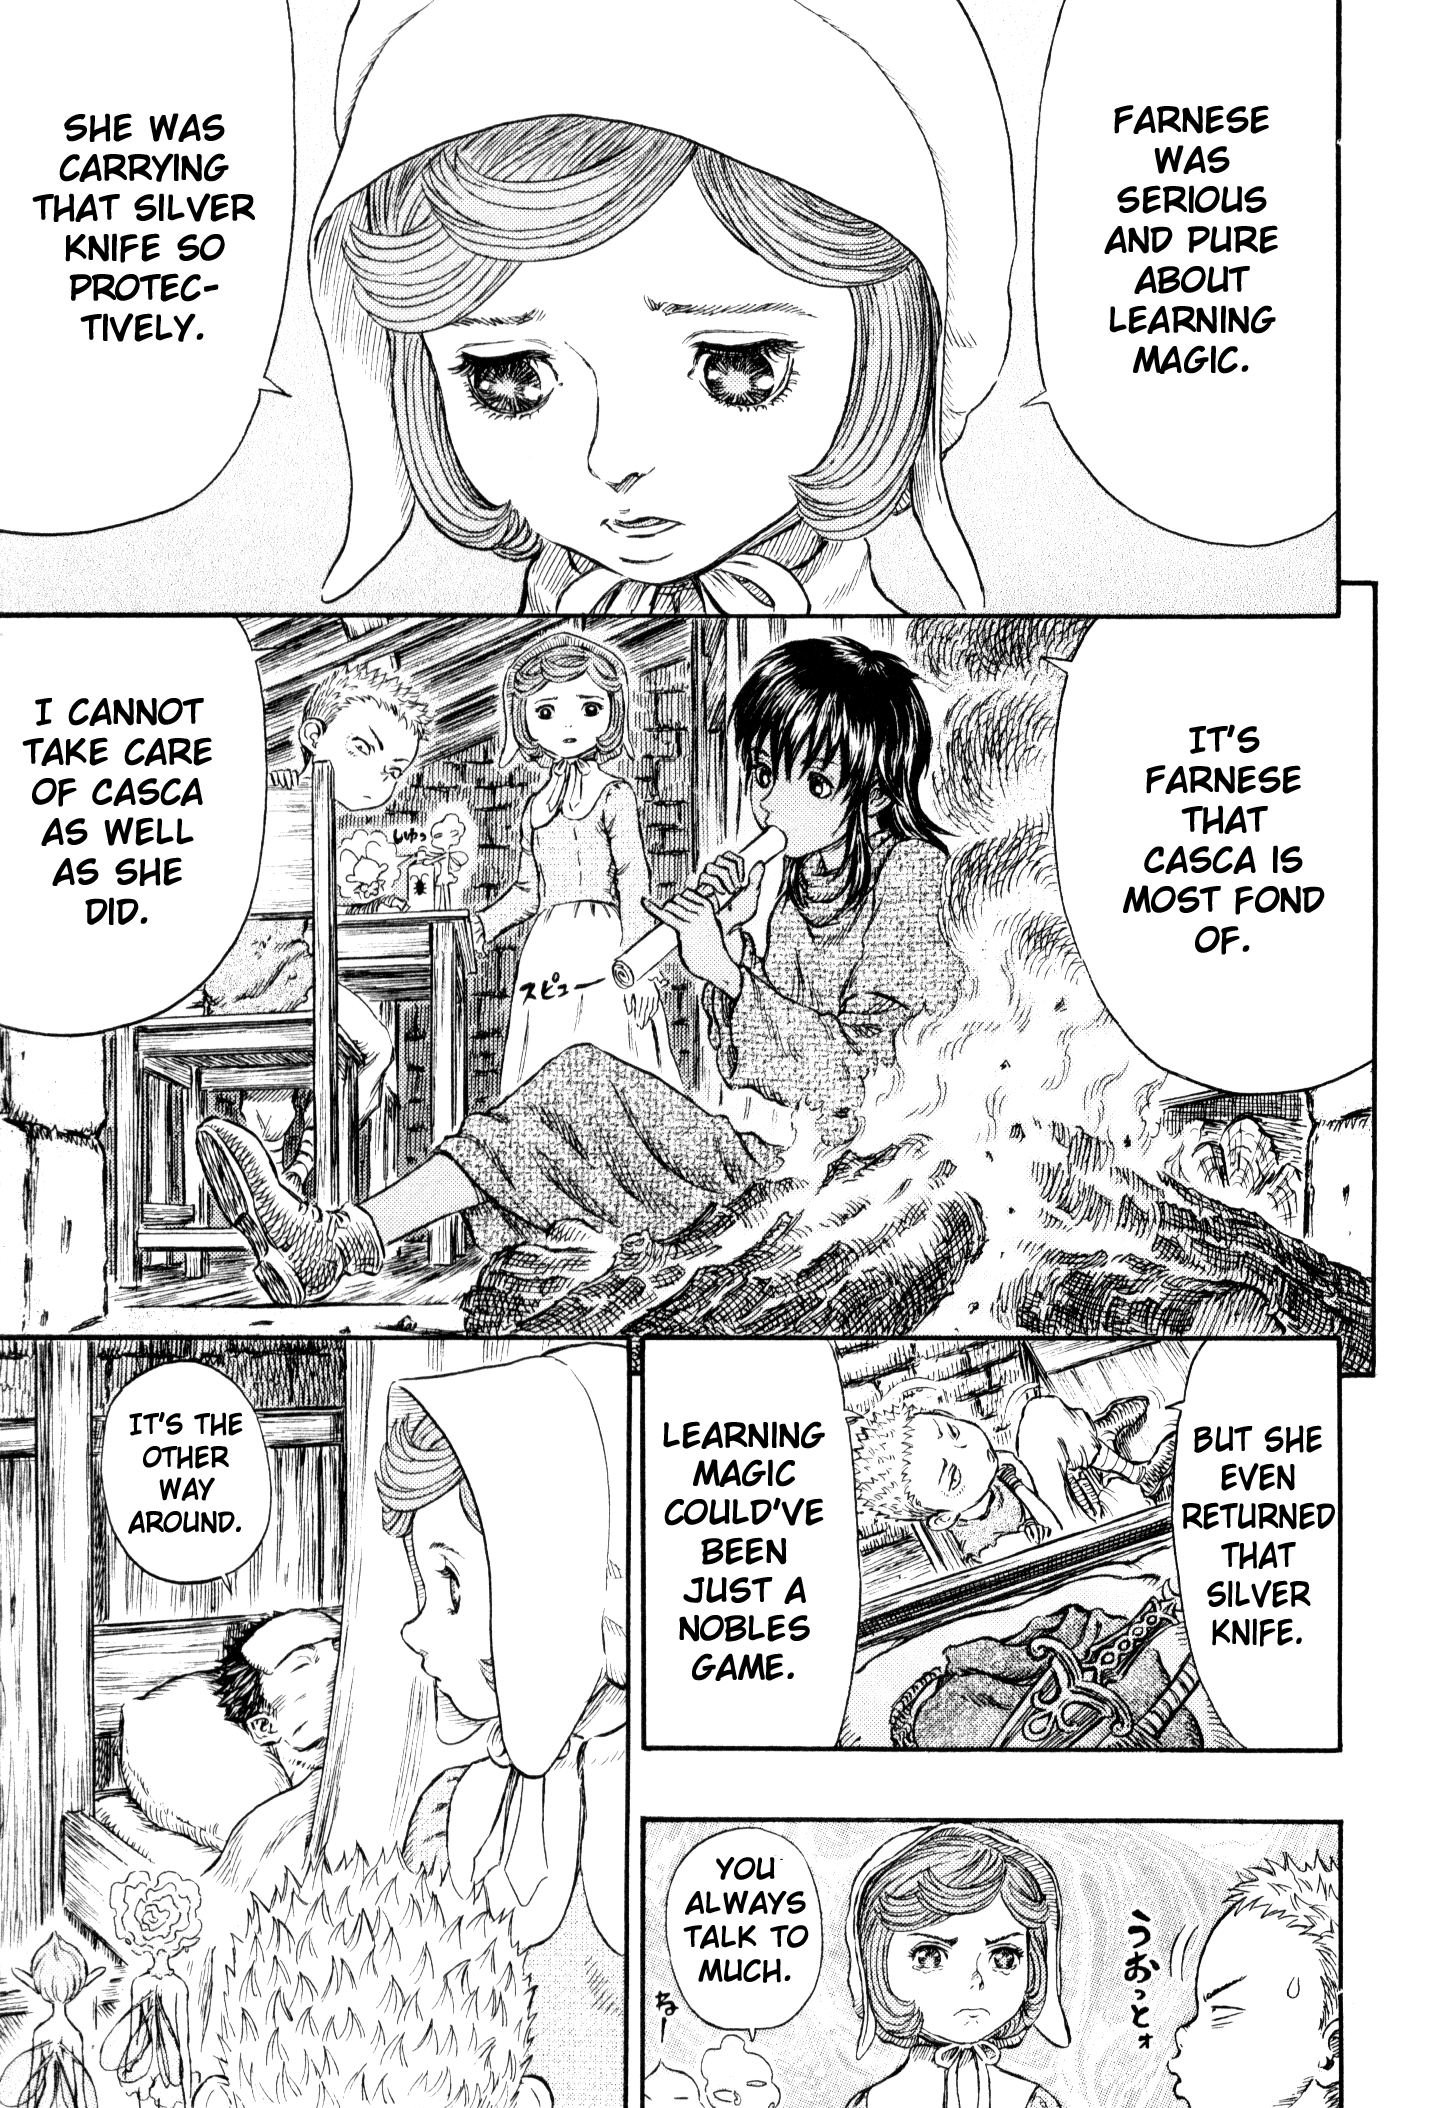 FARNESE
WAS
SERIOUS
AND PURE
ABOUT
LEARNING
MAGIC.
SHE WAS
CARRYING
THAT SILVER
KNIFE SO
PROTEC-
TIVELY.
IT'S
FARNESE
THAT
CASCA IS
MOST FOND
OF.
スピュー
しゅっ
I CANNOT
TAKE CARE
OF CASCA
AS WELL
AS SHE
DID.
BUT SHE
EVEN
RETURNED
THAT
SILVER
KNIFE.
LEARNING
MAGIC
COULD'VE
BEEN
JUST A
NOBLES
GAME.
IT'S THE
OTHER
WAY
AROUND.
うおっとォ
YOU
ALWAYS
TALK TO
MUCH.